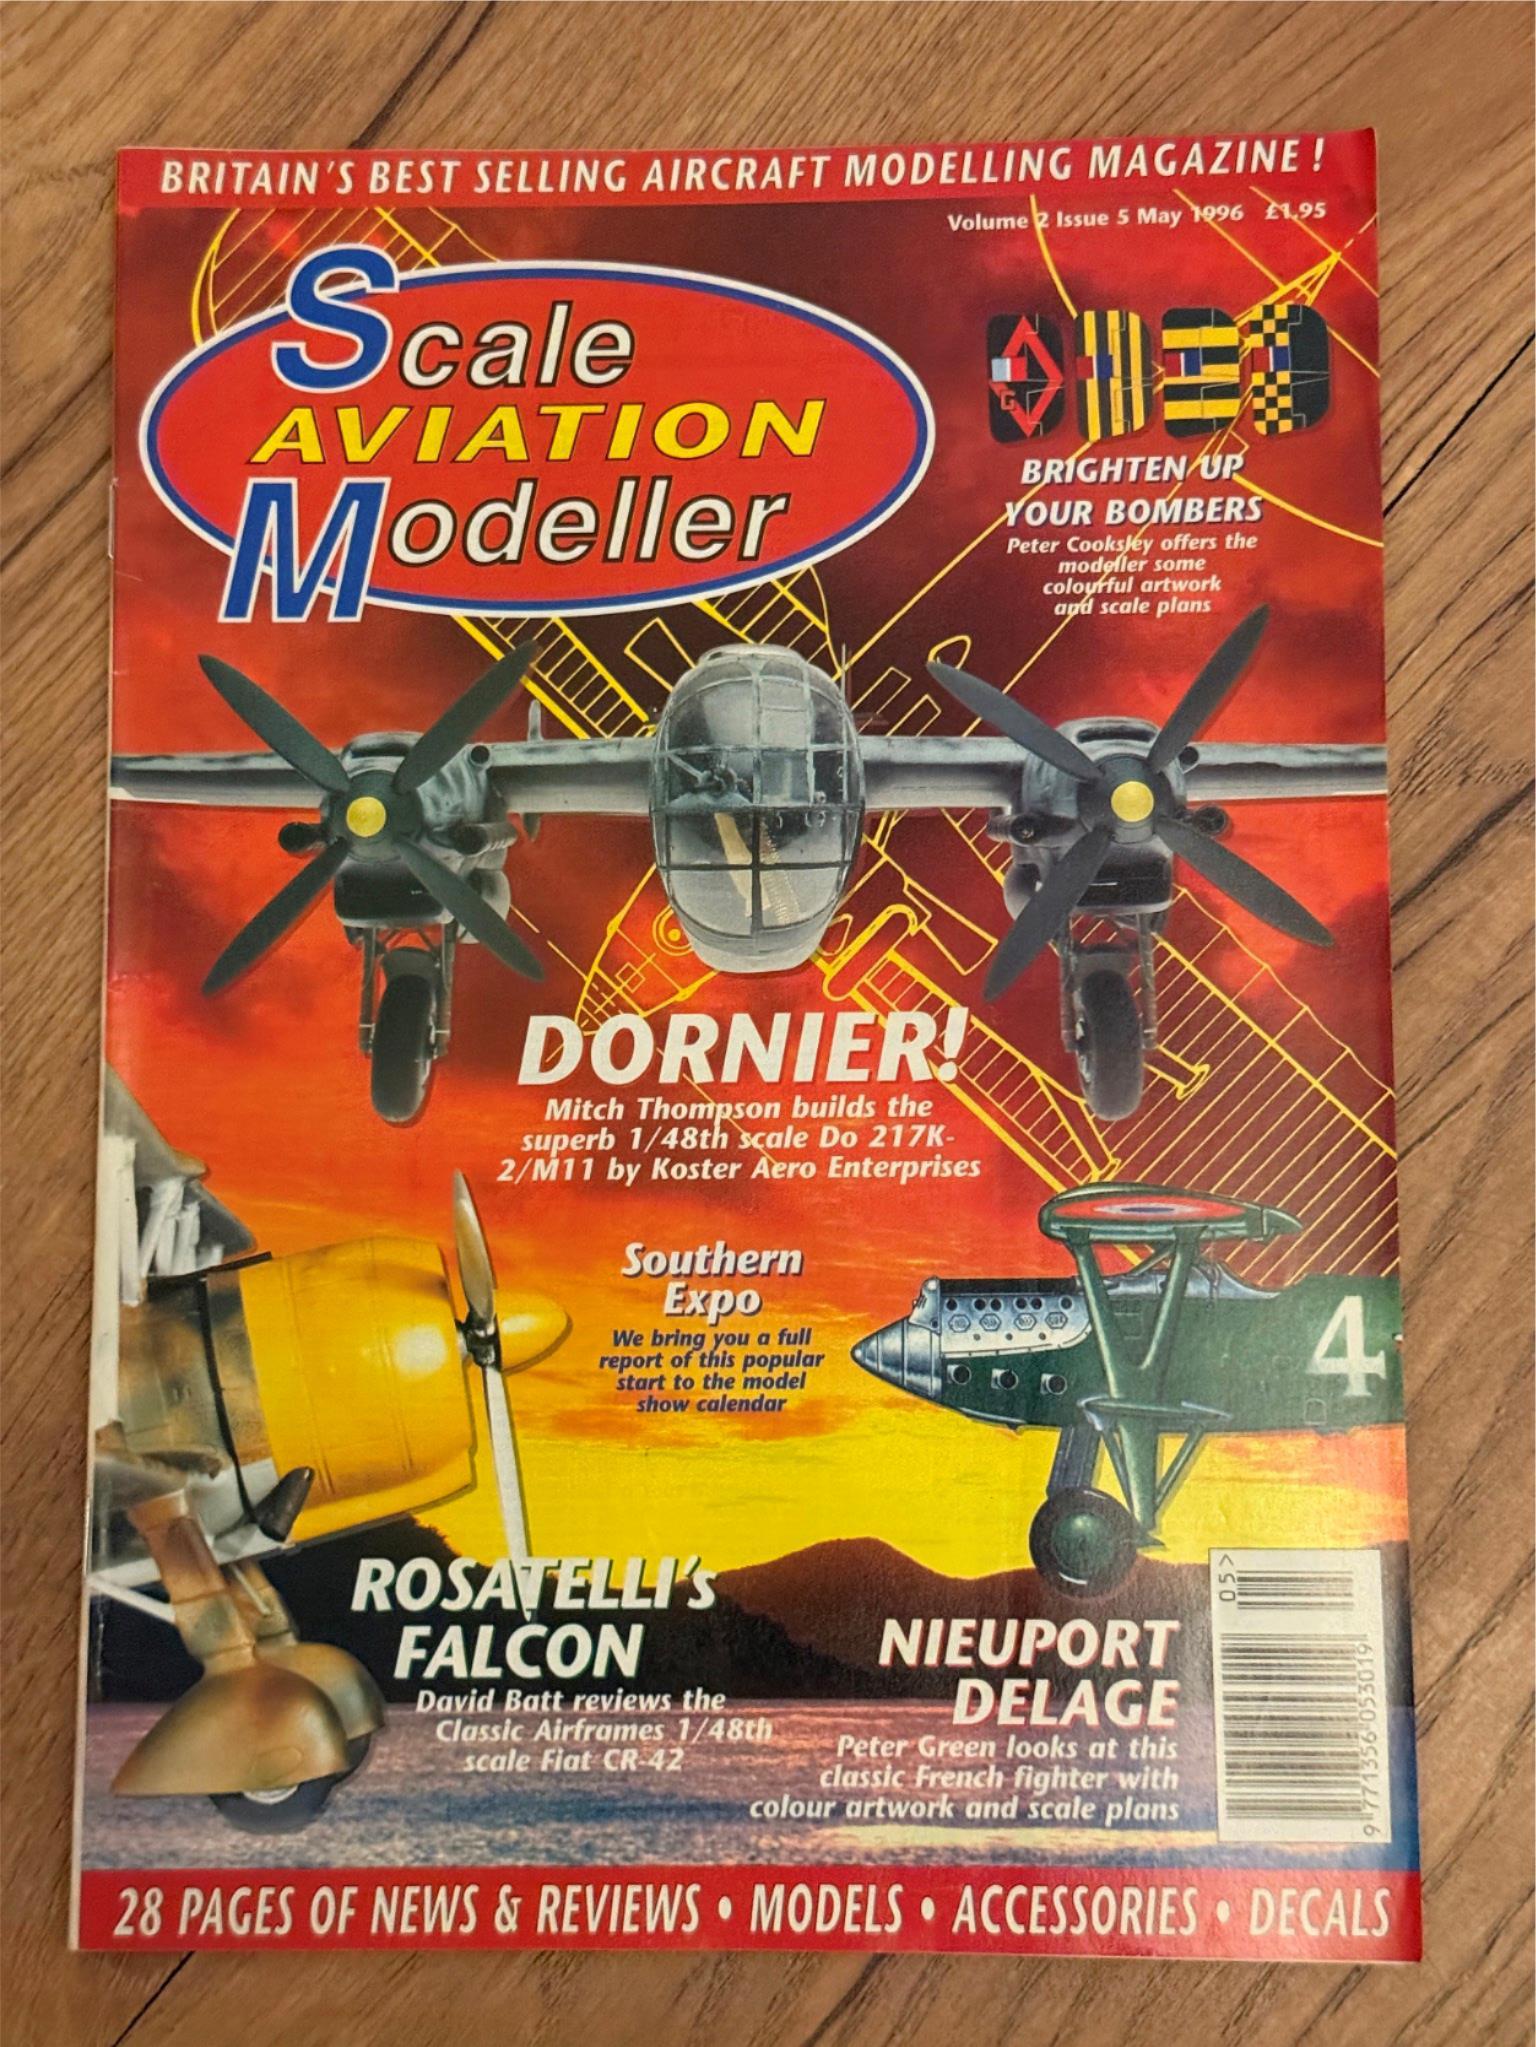 BRITAIN'S BEST SELLING AIRCRAFT MODELLING MAGAZINE!
Volume 2 Issue 5 May 1996 £1.95
Scale
AVIATION
Modeller
G
BRIGHTEN UP
YOUR BOMBERS
Peter Cooksley offers the
modeller some
colourful artwork
and scale plans
DORNIER!
Mitch Thompson builds the
superb 1/48th scale Do 217K-
2/M11 by Koster Aero Enterprises
Southern
Expo
We bring you a full
report of this popular
start to the model
show calendar
4
ROSATELLI's
FALCON
David Batt reviews the
Classic Airframes 1/48th
scale Fiat CR-42
NIEUPORT
DELAGE
Peter Green looks at this
classic French fighter with
colour artwork and scale plans
05>
9 771356 053019
28 PAGES OF NEWS & REVIEWS • MODELS • ACCESSORIES • DECALS